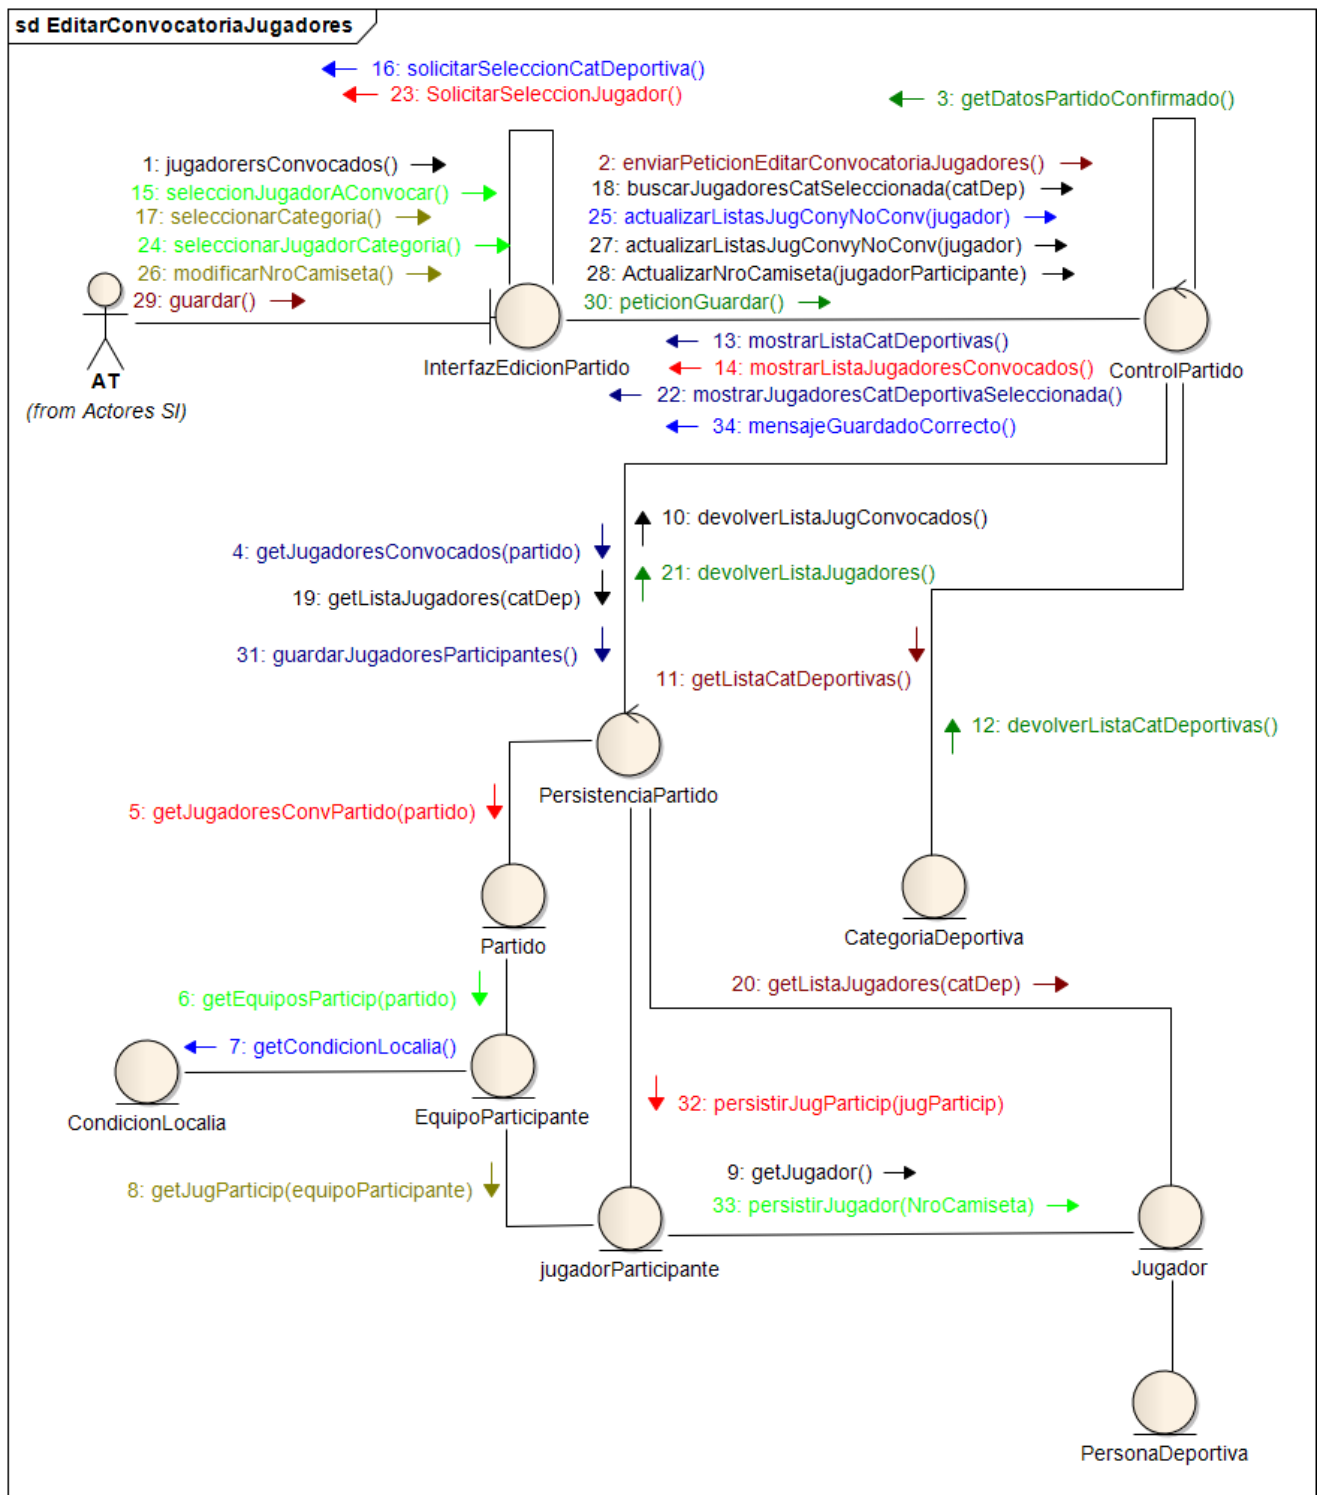 sd EditarConvocatoriaJugadores
16: solicitarSeleccionCatDeportiva()
23: SolicitarSeleccionJugador()
3: getDatosPartidoConfirmado()
1: jugadorersConvocados()
15: seleccionJugadorAConvocar()
17: seleccionarCategoria()
24: seleccionarJugadorCategoria()
26: modificarNroCamiseta()
29: guardar()
2: enviarPeticionEditarConvocatoriaJugadores()
18: buscarJugadoresCatSeleccionada(catDep)
25: actualizarListasJugConyNoConv(jugador)
27: actualizarListasJugConvyNoConv(jugador)
28: ActualizarNroCamiseta(jugadorParticipante)
30: peticionGuardar()
AT
(from Actores SI)
InterfazEdicionPartido
ControlPartido
13: mostrarListaCatDeportivas()
14: mostrarListaJugadoresConvocados()
22: mostrarJugadoresCatDeportivaSeleccionada()
34: mensajeGuardadoCorrecto()
10: devolverListaJugConvocados()
4: getJugadoresConvocados(partido)
21: devolverListaJugadores()
19: getListaJugadores(catDep)
31: guardarJugadoresParticipantes()
11: getListaCatDeportivas()
12: devolverListaCatDeportivas()
PersistenciaPartido
5: getJugadoresConvPartido(partido)
Partido
CategoriaDeportiva
6: getEquiposParticip(partido)
20: getListaJugadores(catDep)
7: getCondicionLocalia()
CondicionLocalia
EquipoParticipante
32: persistirJugParticip(jugParticip)
8: getJugParticip(equipoParticipante)
9: getJugador()
33: persistirJugador(NroCamiseta)
jugadorParticipante
Jugador
PersonaDeportiva